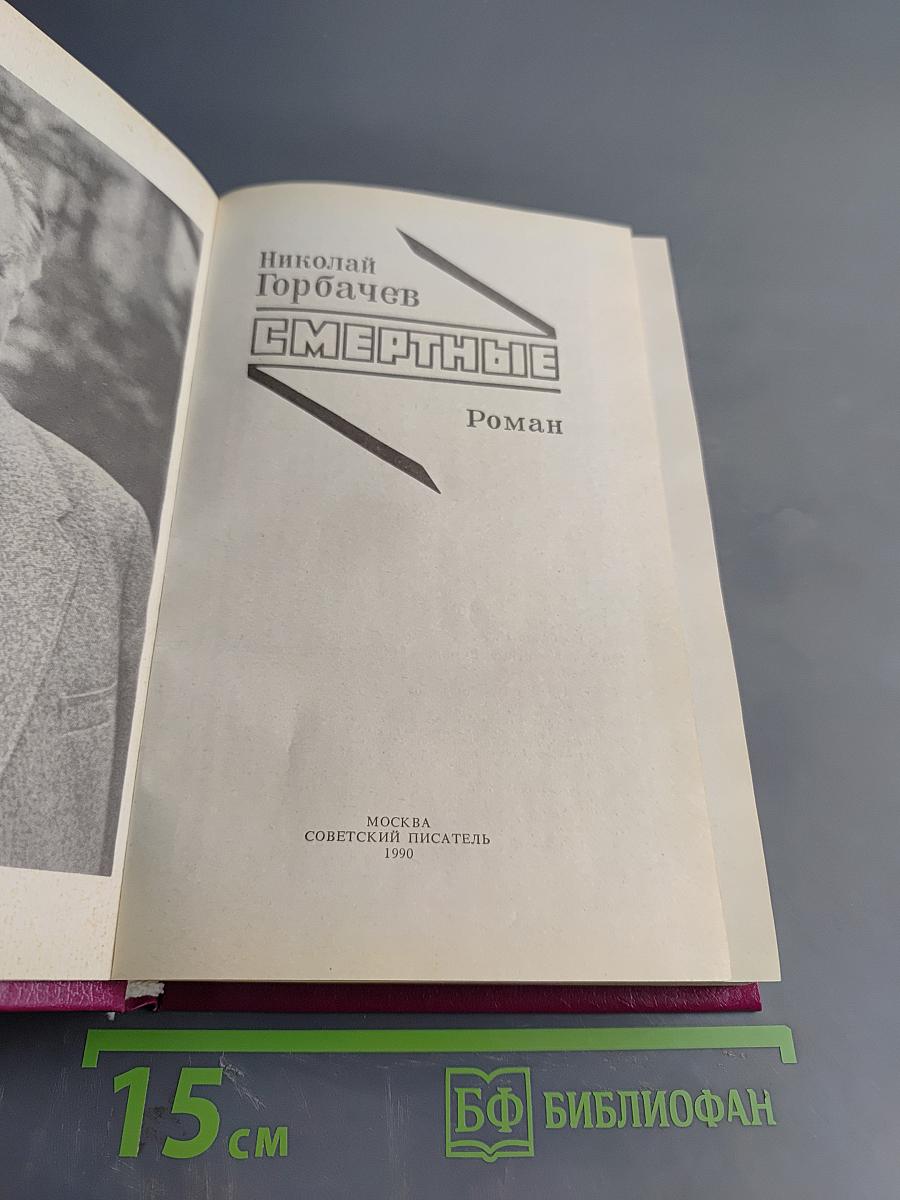 Николай
Горбачев
СМЕРТНЫЕ
Роман
МОСКВА
СОВЕТСКИЙ ПИСАТЕЛЬ
1990
15 см
БФ БИБЛИОФАН